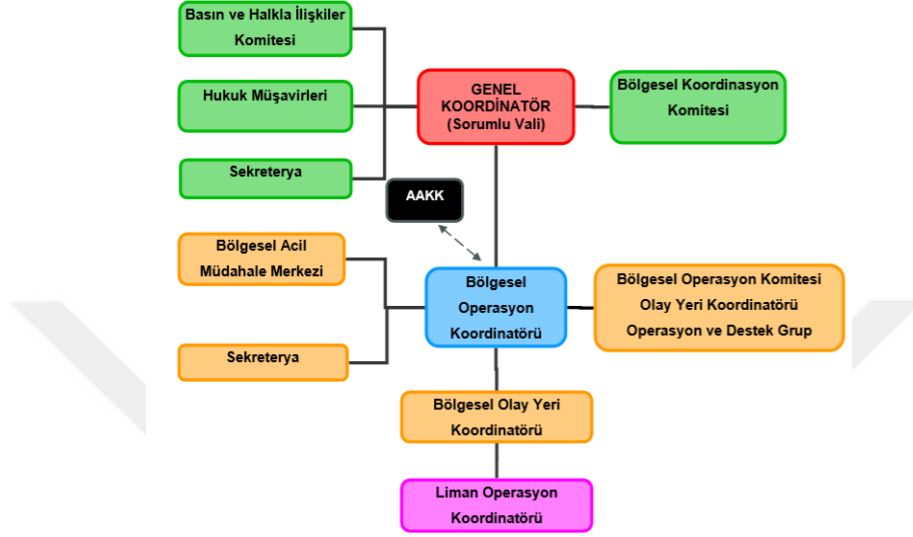 Basın ve Halkla İlişkiler
Komitesi
Hukuk Müşavirleri
Sekreterya
GENEL
KOORDİNATÖR
(Sorumlu Vali)
Bölgesel Koordinasyon
Komitesi
AAKK
Bölgesel Acil
Müdahale Merkezi
Sekreterya
Bölgesel
Operasyon
Koordinatörü
Bölgesel Operasyon Komitesi
Olay Yeri Koordinatörü
Operasyon ve Destek Grup
Bölgesel Olay Yeri
Koordinatörü
Liman Operasyon
Koordinatörü